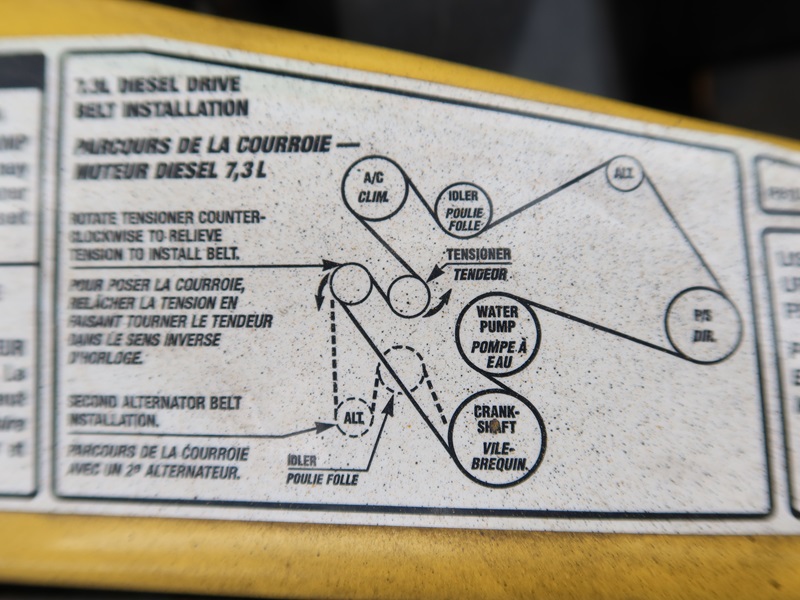 7.3L DIESEL DRIVE
BELT INSTALLATION
PARCOURS DE LA COURROIE —
MOTEUR DIESEL 7,3 L
ROTATE TENSIONER COUNTER-
CLOCKWISE TO RELIEVE
TENSION TO INSTALL BELT.
POUR POSER LA COURROIE,
RELÂCHER LA TENSION EN
FAISANT TOURNER LE TENDEUR
DANS LE SENS INVERSE
D'HORLOGE.
SECOND ALTERNATOR BELT
INSTALLATION.
PARCOURS DE LA COURROIE
AVEC UN 2e ALTERNATEUR.
A/C
CLIM.
IDLER
POULIE
FOLLE
ALT.
TENSIONER
TENDEUR
WATER
PUMP
POMPE À
EAU
P/S
DIR.
ALT.
CRANK-
SHAFT
VILE-
BREQUIN.
IDLER
POULIE FOLLE